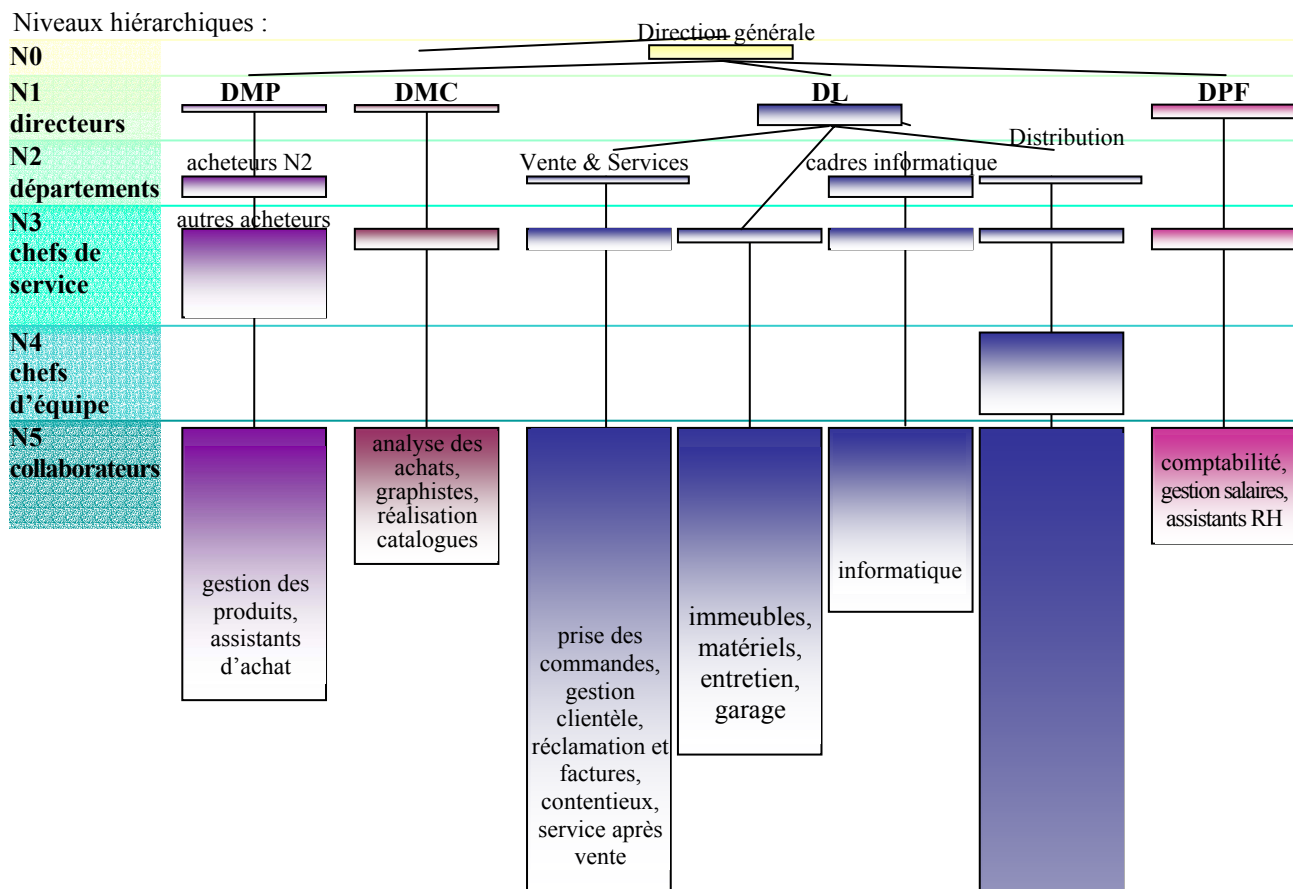 Niveaux hiérarchiques :
Direction générale
N0
N1
directeurs
DMP
DMC
DL
DPF
N2
départements
acheteurs N2
Vente & Services
cadres informatique
Distribution
N3
chefs de
service
autres acheteurs
N4
chefs
d'équipe
N5
collaborateurs
gestion des
produits,
assistants
d'achat
analyse des
achats,
graphistes,
réalisation
catalogues
prise des
commandes,
gestion
clientèle,
réclamation et
factures,
contentieux,
service après
vente
immeubles,
matériels,
entretien,
garage
informatique
comptabilité,
gestion salaires,
assistants RH